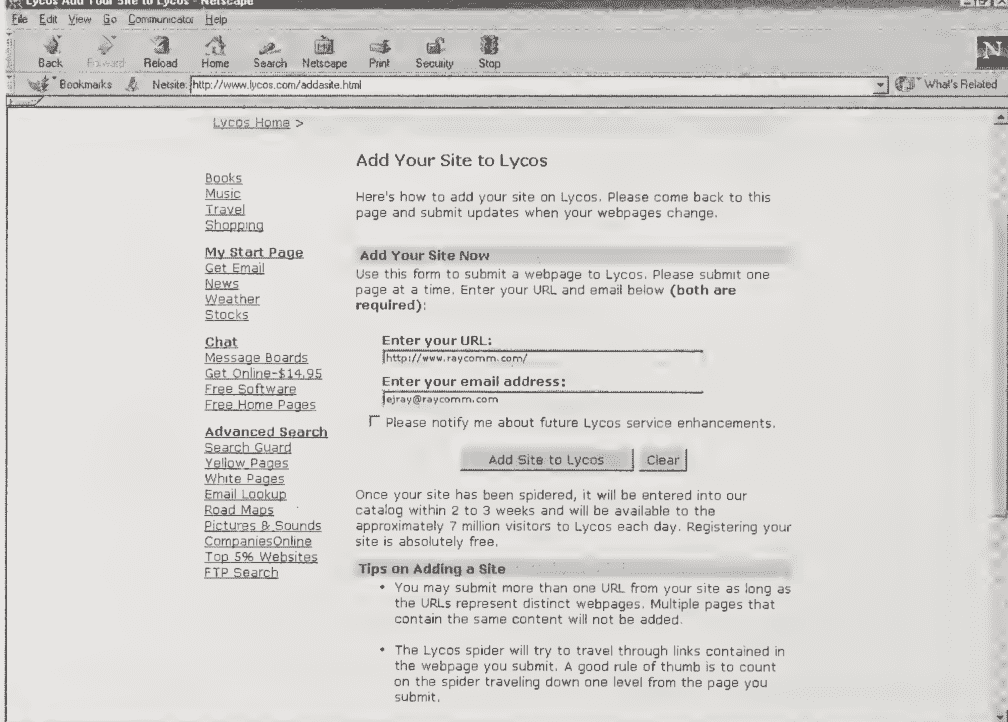 Lycos Add Your Site to Lycos - Netscape
File Edit View Go Communicator Help
Back Forward Reload Home Search Netscape Print Security Stop
N
Bookmarks Netsite: http://www.lycos.com/addasite.html What's Related
Lycos Home >
Books
Music
Travel
Shopping
My Start Page
Get Email
News
Weather
Stocks
Chat
Message Boards
Get Online-$14.95
Free Software
Free Home Pages
Advanced Search
Search Guard
Yellow Pages
White Pages
Email Lookup
Road Maps
Pictures & Sounds
CompaniesOnline
Top 5% Websites
FTP Search
Add Your Site to Lycos
Here's how to add your site on Lycos. Please come back to this
page and submit updates when your webpages change.
Add Your Site Now
Use this form to submit a webpage to Lycos. Please submit one
page at a time. Enter your URL and email below (both are
required):
Enter your URL:
http://www.raycomm.com/
Enter your email address:
ejray@raycomm.com
Please notify me about future Lycos service enhancements.
Add Site to Lycos Clear
Once your site has been spidered, it will be entered into our
catalog within 2 to 3 weeks and will be available to the
approximately 7 million visitors to Lycos each day. Registering your
site is absolutely free.
Tips on Adding a Site
• You may submit more than one URL from your site as long as
the URLs represent distinct webpages. Multiple pages that
contain the same content will not be added.
• The Lycos spider will try to travel through links contained in
the webpage you submit. A good rule of thumb is to count
on the spider traveling down one level from the page you
submit.